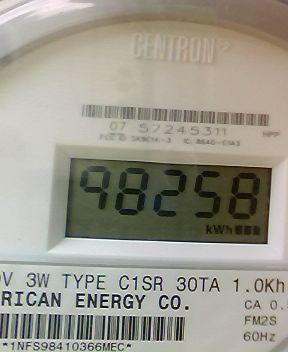 CENTRON
07 57245311
98258
kWh
V 3W TYPE C1SR 30TA 1.0Kh
RICAN ENERGY CO. CA 0.
FM2S
60Hz
*1NFS98410366MEC*